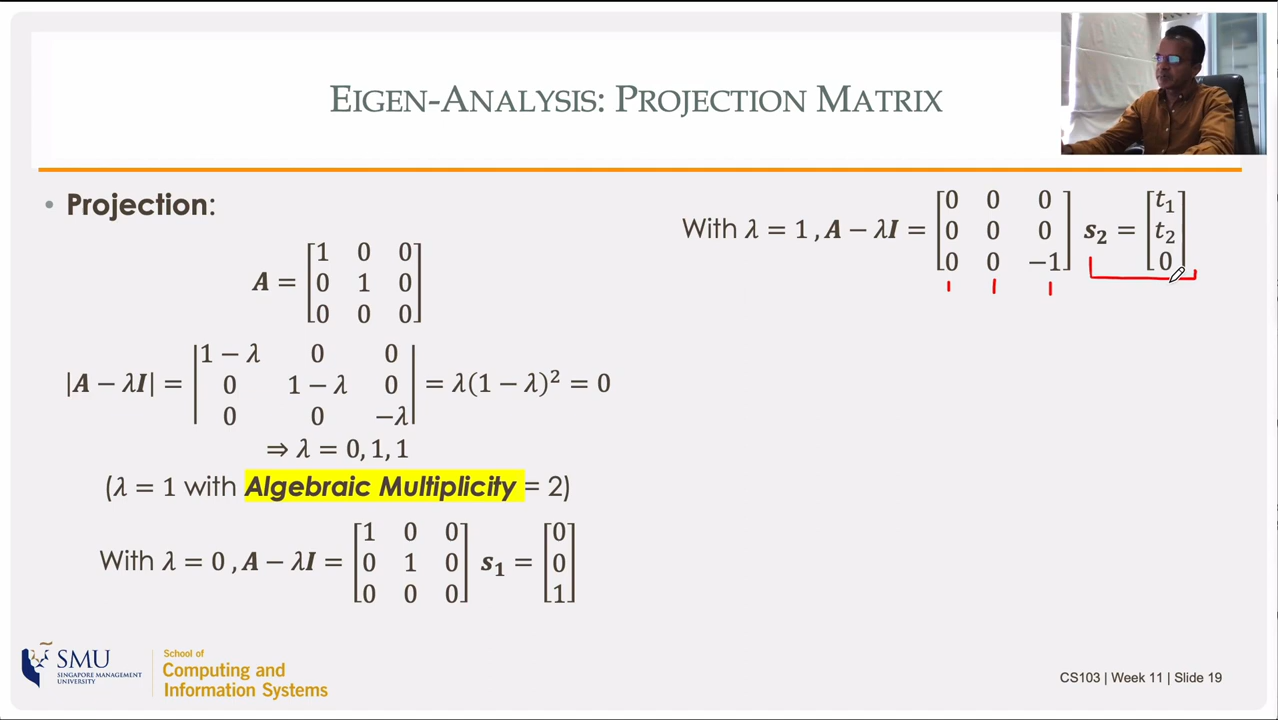 EIGEN-ANALYSIS: PROJECTION MATRIX
• Projection:
A = [1 0 0
0 1 0
0 0 0]
|A − λI| = |1 − λ 0 0
0 1 − λ 0
0 0 −λ| = λ(1 − λ)² = 0
⇒ λ = 0, 1, 1
(λ = 1 with Algebraic Multiplicity = 2)
With λ = 0 , A − λI = [1 0 0
0 1 0
0 0 0] s₁ = [0
0
1]
With λ = 1 , A − λI = [0 0 0
0 0 0
0 0 −1] s₂ = [t₁
t₂
0]
SMU
SINGAPORE MANAGEMENT
UNIVERSITY
School of
Computing and
Information Systems
CS103 | Week 11 | Slide 19